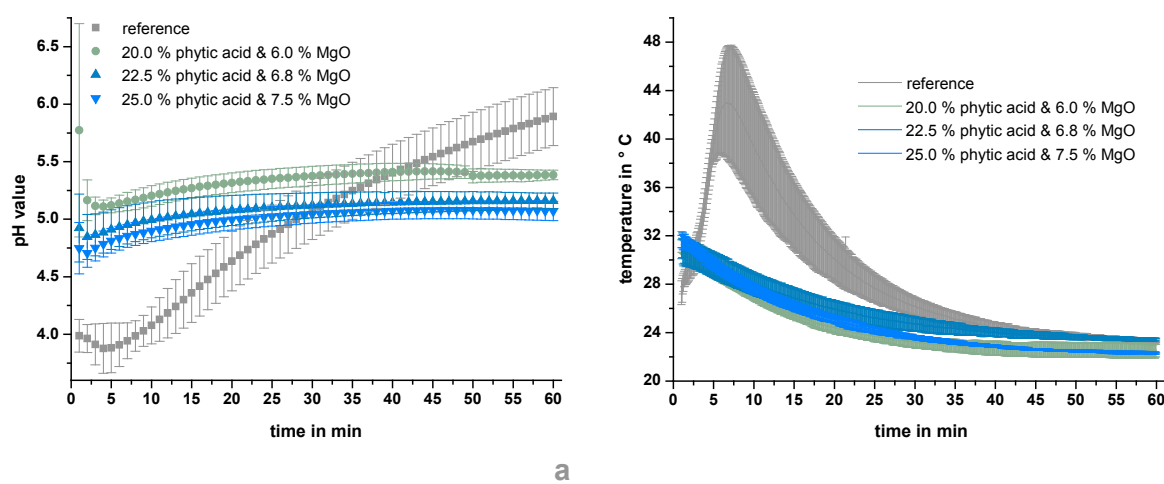 6.5
6.0
5.5
5.0
4.5
4.0
pH value
reference
20.0 % phytic acid & 6.0 % MgO
22.5 % phytic acid & 6.8 % MgO
25.0 % phytic acid & 7.5 % MgO
0 5 10 15 20 25 30 35 40 45 50 55 60
time in min
48
44
40
36
32
28
24
20
temperature in ° C
reference
20.0 % phytic acid & 6.0 % MgO
22.5 % phytic acid & 6.8 % MgO
25.0 % phytic acid & 7.5 % MgO
0 5 10 15 20 25 30 35 40 45 50 55 60
time in min
a